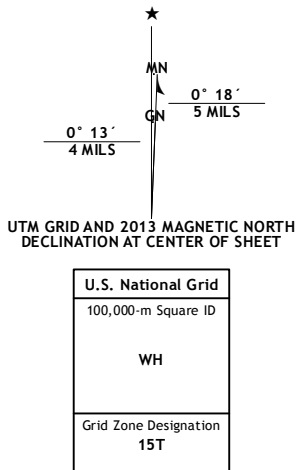 MN
0° 18´
5 MILS
GN
0° 13´
4 MILS
UTM GRID AND 2013 MAGNETIC NORTH
DECLINATION AT CENTER OF SHEET
U.S. National Grid
100,000-m Square ID
WH
Grid Zone Designation
15T